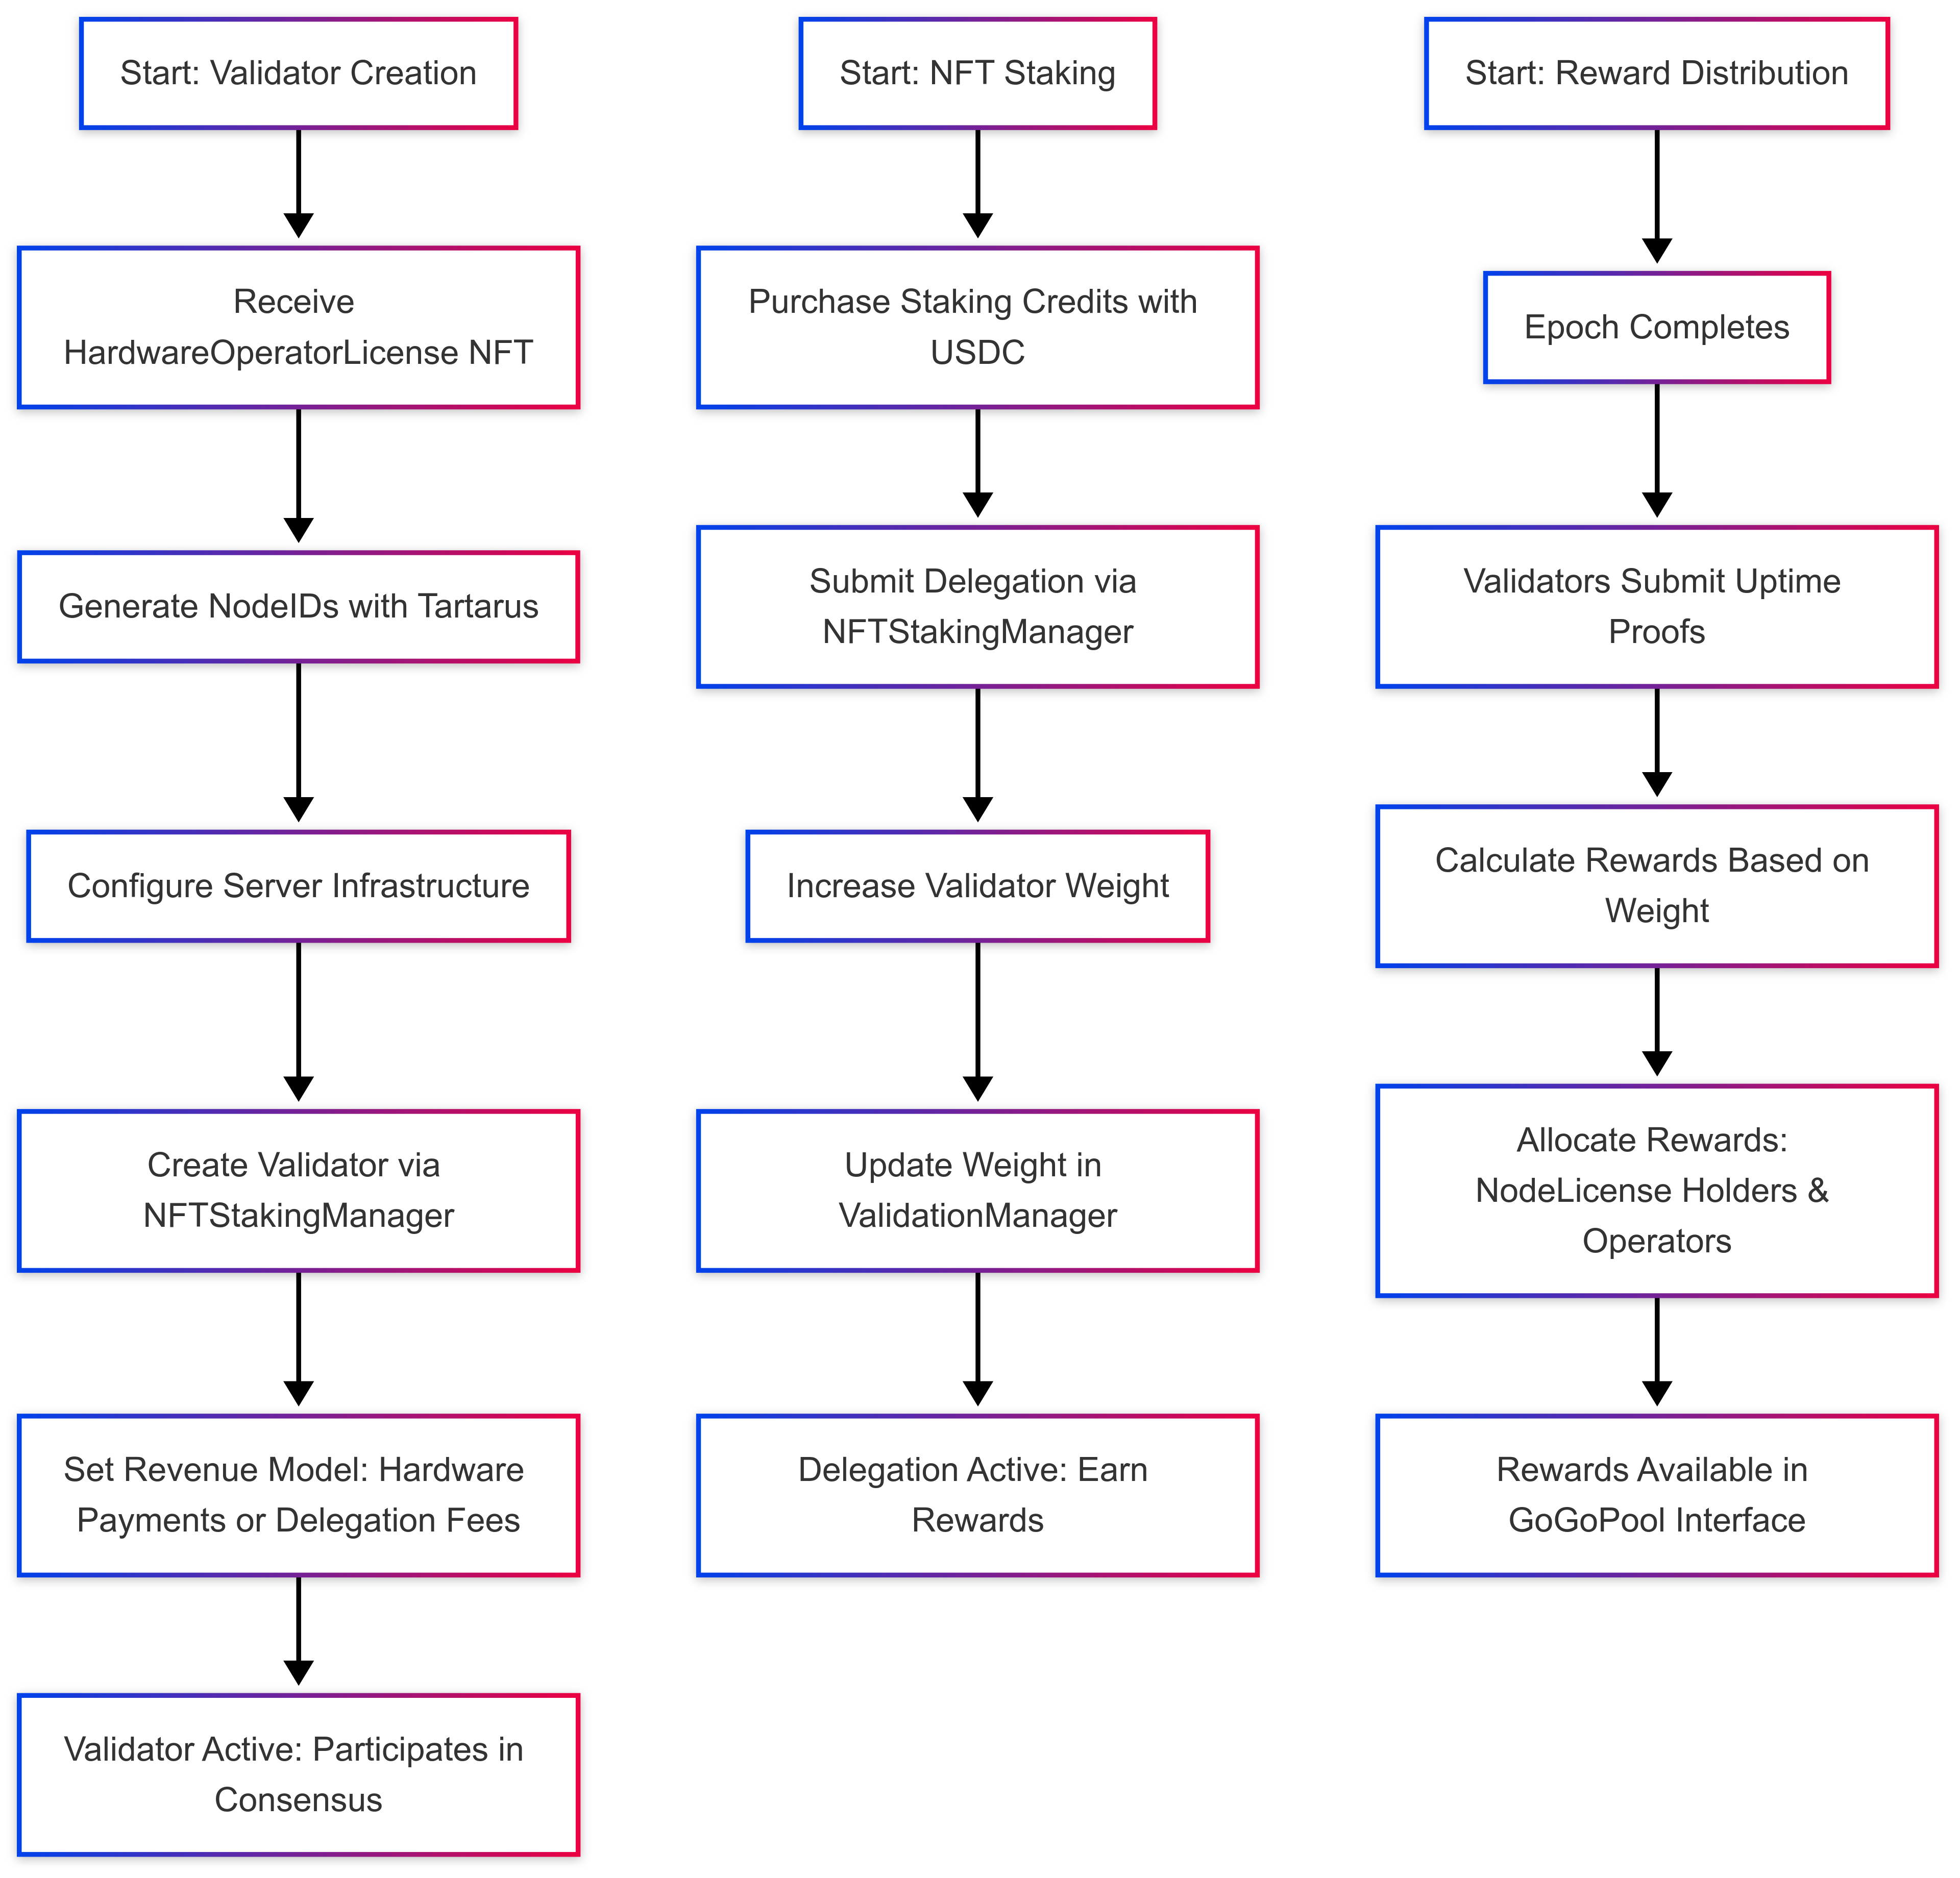 Start: Validator Creation
Receive
HardwareOperatorLicense NFT
Generate NodeIDs with Tartarus
Configure Server Infrastructure
Create Validator via
NFTStakingManager
Set Revenue Model: Hardware
Payments or Delegation Fees
Validator Active: Participates in
Consensus
Start: NFT Staking
Purchase Staking Credits with
USDC
Submit Delegation via
NFTStakingManager
Increase Validator Weight
Update Weight in
ValidationManager
Delegation Active: Earn
Rewards
Start: Reward Distribution
Epoch Completes
Validators Submit Uptime
Proofs
Calculate Rewards Based on
Weight
Allocate Rewards:
NodeLicense Holders &
Operators
Rewards Available in
GoGoPool Interface